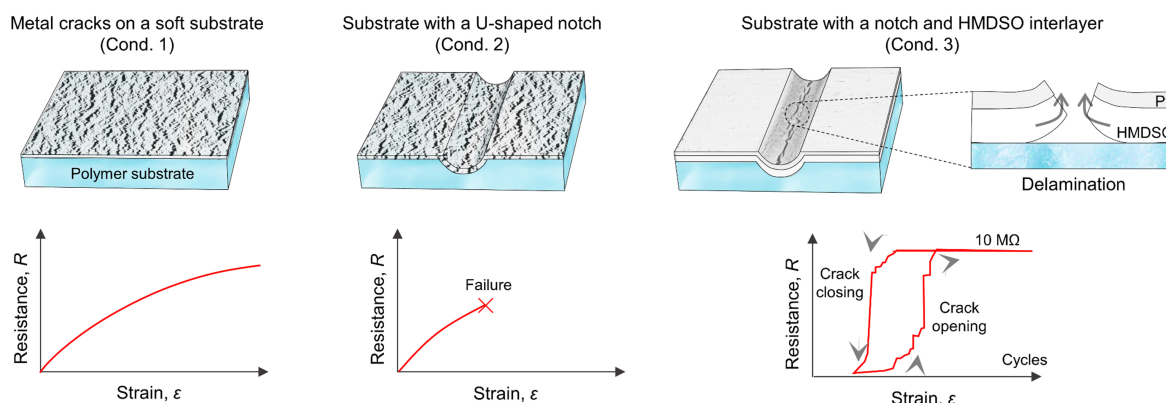 Metal cracks on a soft substrate
(Cond. 1)
Substrate with a U-shaped notch
(Cond. 2)
Substrate with a notch and HMDSO interlayer
(Cond. 3)
Polymer substrate
P
HMDSO
Delamination
Resistance, R
Strain, ε
Resistance, R
Failure
Strain, ε
Resistance, R
Crack
closing
10 MΩ
Crack
opening
Cycles
Strain, ε